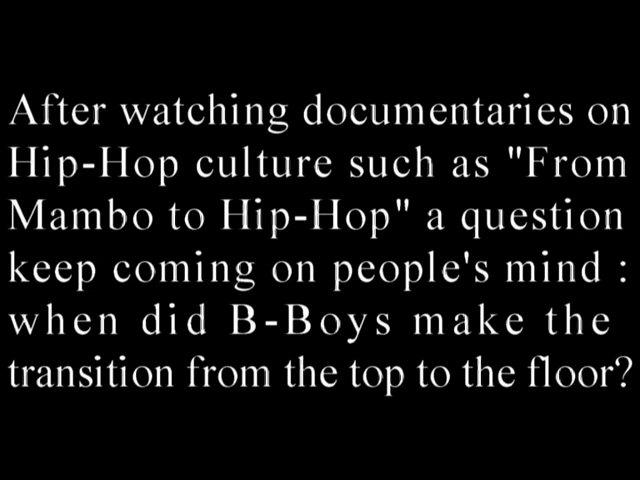 After watching documentaries on
Hip-Hop culture such as "From
Mambo to Hip-Hop" a question
keep coming on people's mind :
when did B-Boys make the
transition from the top to the floor?